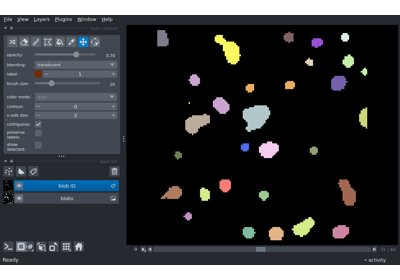 File View Layers Plugins Window Help
opacity: 0.70
blending: translucent
label: 1
brush size: 10
color mode:
contour: 0
n edit dim: 2
contiguous:
preserve labels:
show selected:
blob ID
blobs
Ready
activity